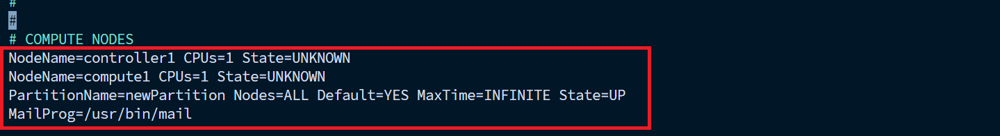 #
#
# COMPUTE NODES
NodeName=controller1 CPUs=1 State=UNKNOWN
NodeName=compute1 CPUs=1 State=UNKNOWN
PartitionName=newPartition Nodes=ALL Default=YES MaxTime=INFINITE State=UP
MailProg=/usr/bin/mail